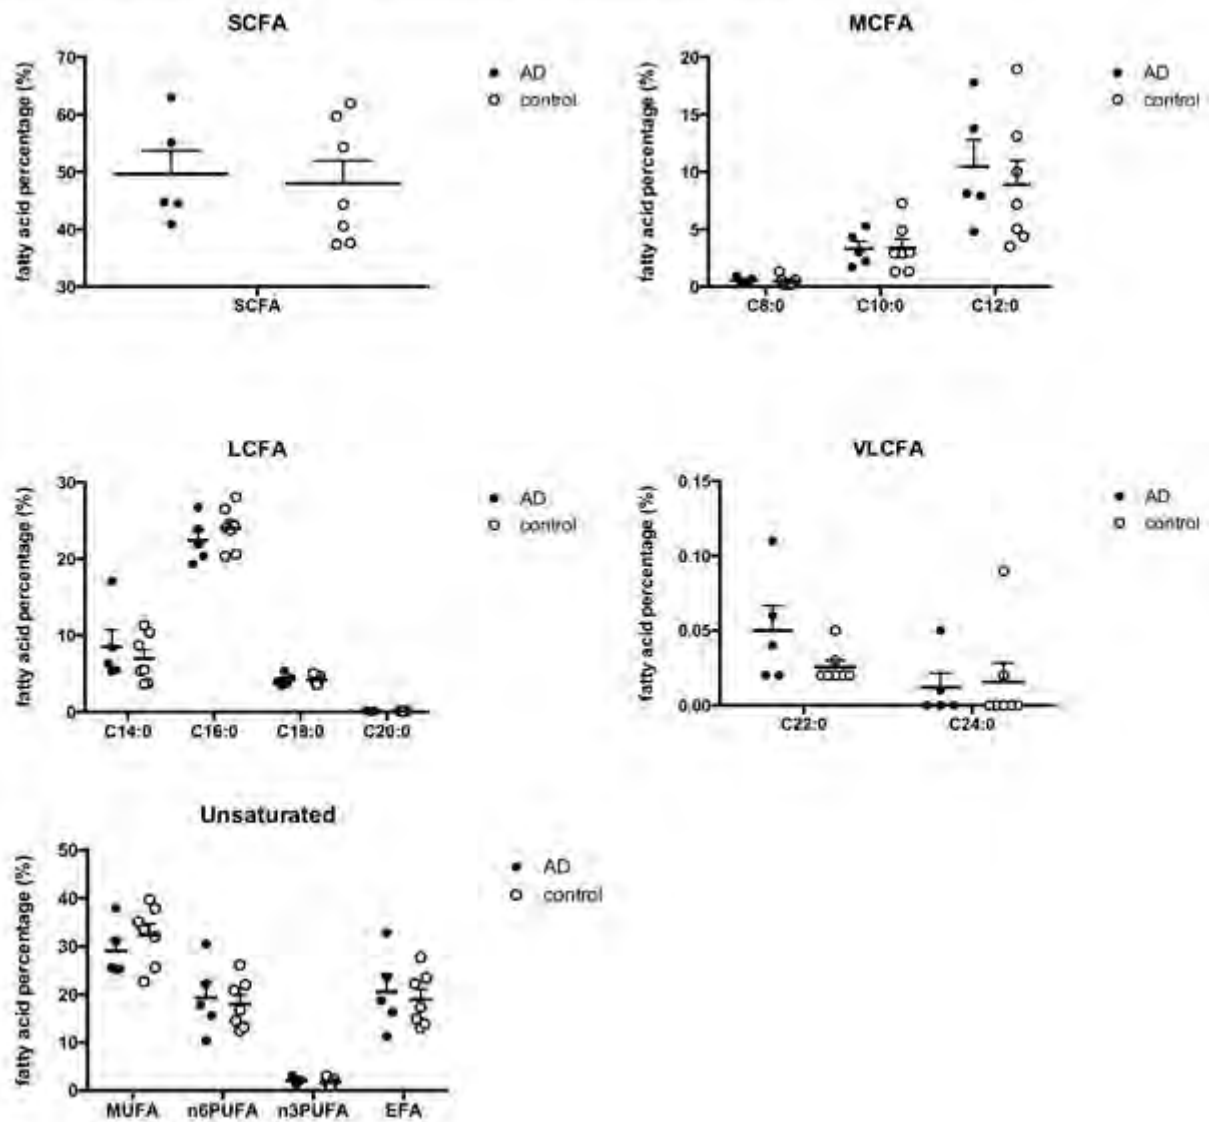 SCFA
fatty acid percentage (%)
70
60
50
40
30
SCFA
AD
control
MCFA
fatty acid percentage (%)
20
15
10
5
0
C8:0 C10:0 C12:0
AD
control
LCFA
fatty acid percentage (%)
30
20
10
0
C14:0 C16:0 C18:0 C20:0
AD
control
VLCFA
fatty acid percentage (%)
0.15
0.10
0.05
0.00
C22:0 C24:0
AD
control
Unsaturated
fatty acid percentage (%)
50
40
30
20
10
0
MUFA n6PUFA n3PUFA EFA
AD
control